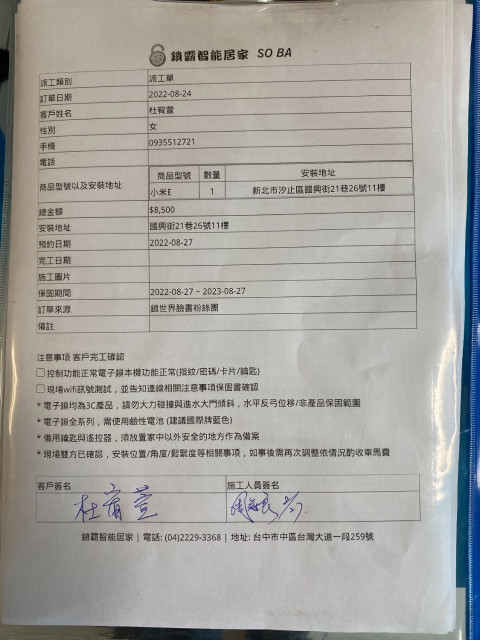 鎖霸智能居家 SO BA
派工類別 派工單
訂單日期 2022-08-24
客戶姓名 杜宥萱
性別 女
手機 0935512721
電話
商品型號以及安裝地址 商品型號 數量 安裝地址
小米E 1 新北市汐止區國興街21巷26號11樓
總金額 $8,500
安裝地址 國興街21巷26號11樓
預約日期 2022-08-27
完工日期
施工圖片
保固期間 2022-08-27 ~ 2023-08-27
訂單來源 鎖世界臉書粉絲團
備註
注意事項 客戶完工確認
□ 控制功能正常電子鎖本機功能正常(指紋/密碼/卡片/鑰匙)
□ 現場wifi訊號測試，並告知連線相關注意事項保固書確認
* 電子鎖均為3C產品，請勿大力碰撞與進水大門傾斜，水平反弓位移/非產品保固範圍
* 電子鎖全系列，需使用鹼性電池 (建議國際牌藍色)
* 備用鑰匙與遙控器，須放置家中以外安全的地方作為備案
* 現場雙方已確認，安裝位置/角度/鬆緊度等相關事項，如事後需再次調整依情況酌收車馬費
客戶簽名 施工人員簽名
杜宥萱 8/27
鎖霸智能居家 | 電話: (04)2229-3368 | 地址: 台中市中區台灣大道一段259號